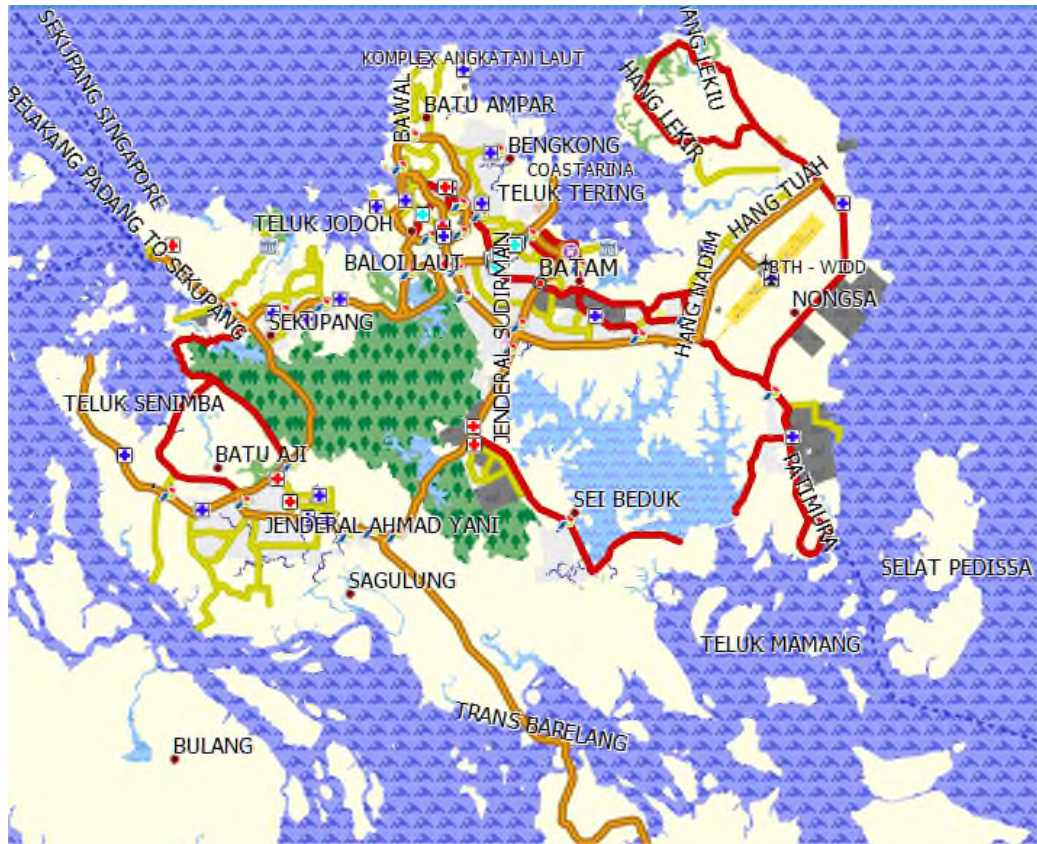 SEKUPANG SINGAPORE
BELAKANG PADANG TO SEKUPANG
KOMPLEX ANGKATAN LAUT
BAWAL
BATU AMPAR
BENGKONG
COASTARINA
TELUK TERING
HANG LEKIU
HANG LEKIR
HANG TUAH
TELUK JODOH
BALOI LAUT
JENDERAL SUDIRMAN
BATAM
HANG NADIM
BTH - WIDD
NONGSA
SEKUPANG
TELUK SENIMBA
BATU AJI
JENDERAL AHMAD YANI
SEI BEDUK
PATIMURA
SAGULUNG
SELAT PEDISSA
TELUK MAMANG
TRANS BARELANG
BULANG